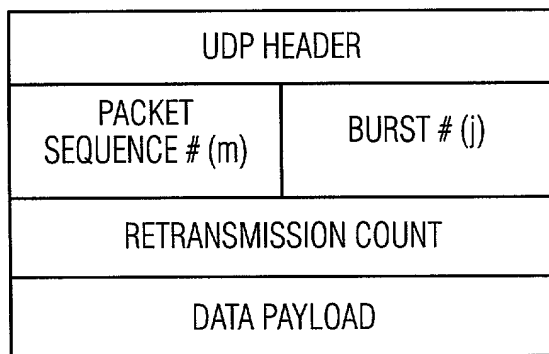 UDP HEADER
PACKET
SEQUENCE # (m)
BURST # (j)
RETRANSMISSION COUNT
DATA PAYLOAD